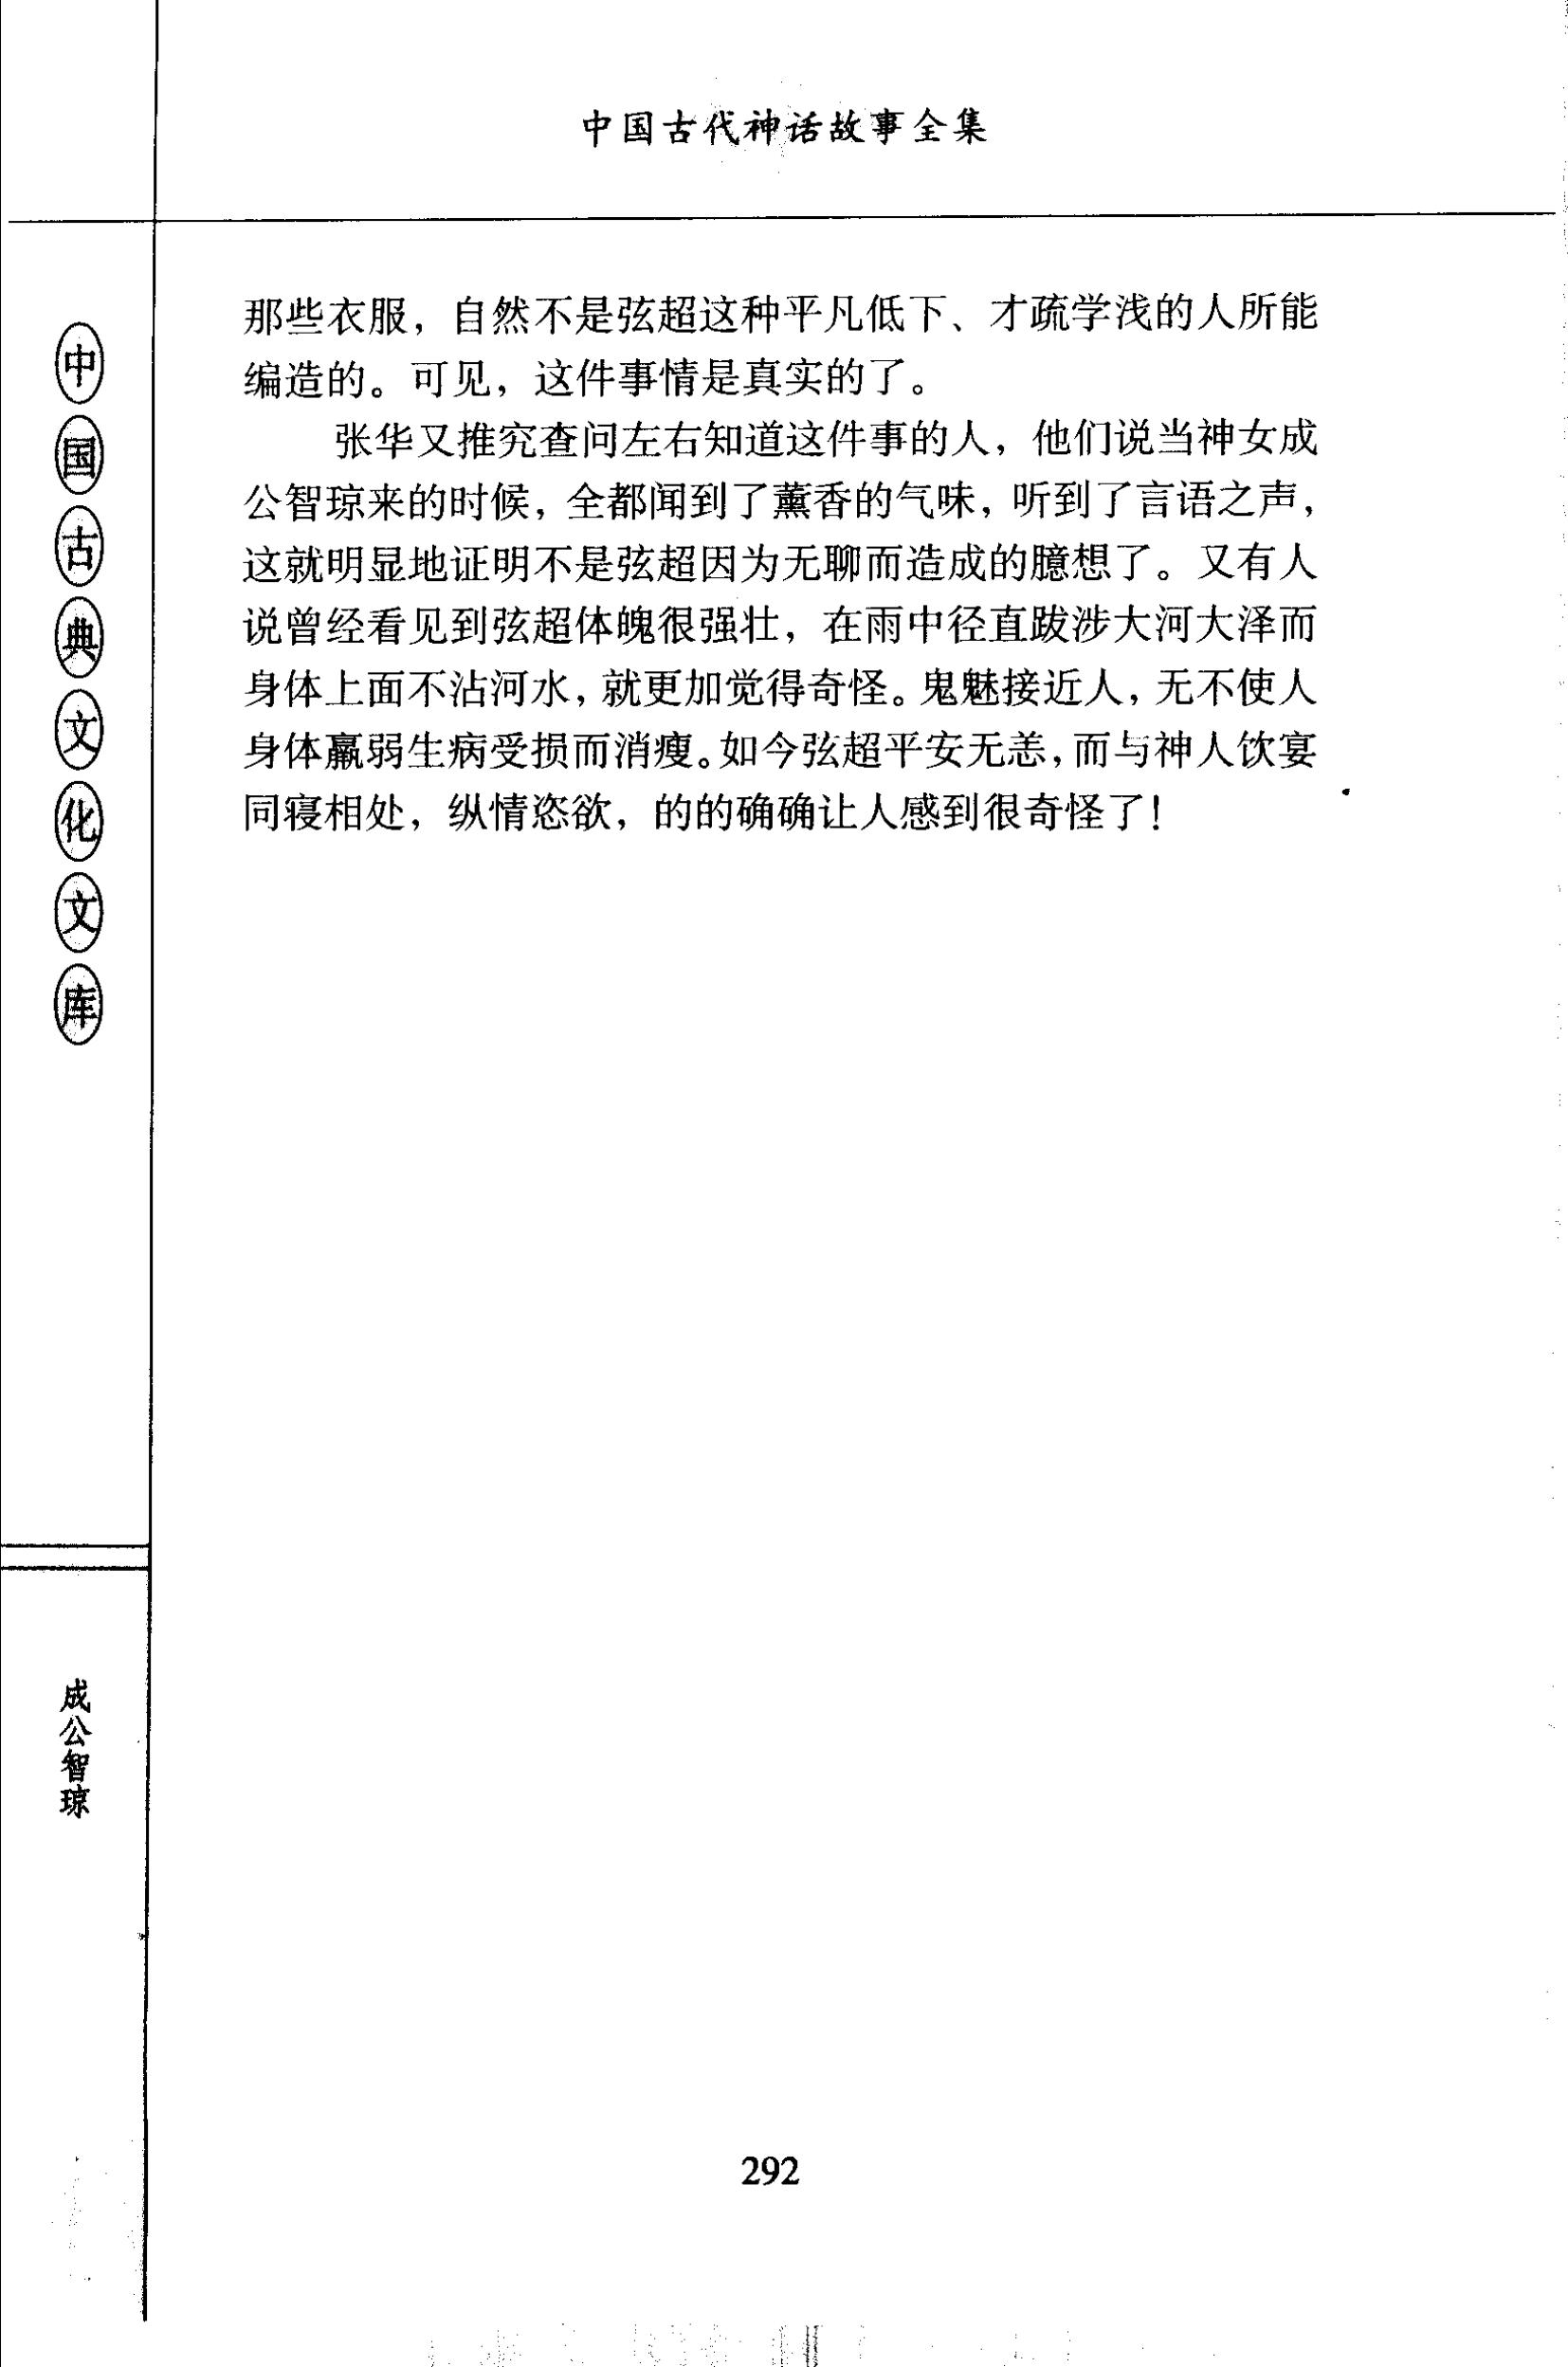 中国古代神话故事全集
中国古典文化文库
那些衣服，自然不是弦超这种平凡低下、才疏学浅的人所能
编造的。可见，这件事情是真实的了。
张华又推究查问左右知道这件事的人，他们说当神女成
公智琼来的时候，全都闻到了薰香的气味，听到了言语之声，
这就明显地证明不是弦超因为无聊而造成的臆想了。又有人
说曾经看见到弦超体魄很强壮，在雨中径直跋涉大河大泽而
身体上面不沾河水，就更加觉得奇怪。鬼魅接近人，无不使人
身体羸弱生病受损而消瘦。如今弦超平安无恙，而与神人饮宴
同寝相处，纵情恣欲，的的确确让人感到很奇怪了！
成公智琼
292